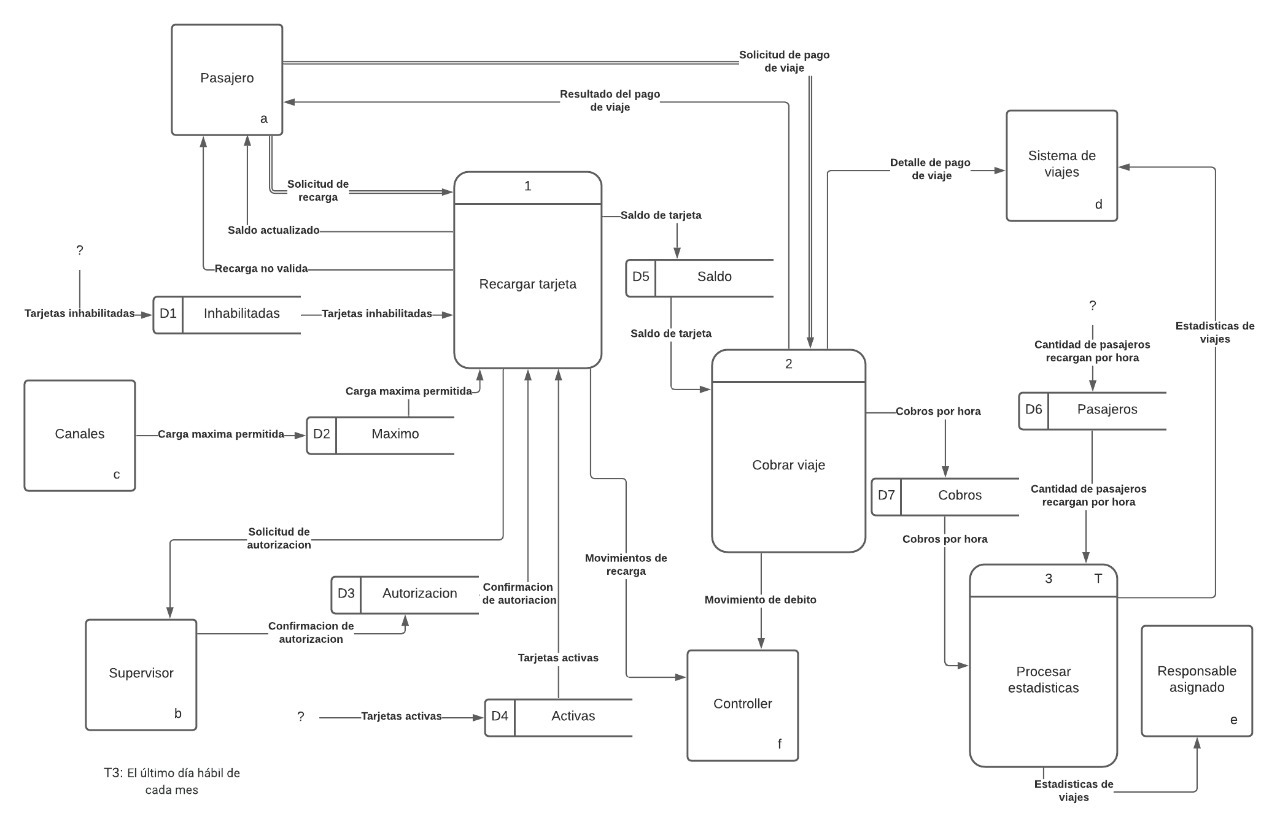 Pasajero
a
Solicitud de pago
de viaje
Resultado del pago
de viaje
Sistema de
viajes
d
Detalle de pago
de viaje
Solicitud de
recarga
1
Recargar tarjeta
Saldo de tarjeta
Saldo actualizado
Recarga no valida
?
Tarjetas inhabilitadas
D1
Inhabilitadas
Tarjetas inhabilitadas
D5
Saldo
Saldo de tarjeta
?
Cantidad de pasajeros
recargan por hora
Estadisticas de
viajes
2
Cobrar viaje
Carga maxima permitida
Canales
c
Carga maxima permitida
D2
Maximo
Cobros por hora
D6
Pasajeros
D7
Cobros
Cantidad de pasajeros
recargan por hora
Cobros por hora
Solicitud de
autorizacion
Movimientos de
recarga
D3
Autorizacion
Confirmacion
de autoriacion
Movimiento de debito
3
T
Procesar
estadisticas
Confirmacion de
autorizacion
Supervisor
b
Tarjetas activas
?
Tarjetas activas
D4
Activas
Controller
f
Responsable
asignado
e
T3: El último día hábil de
cada mes
Estadisticas de
viajes